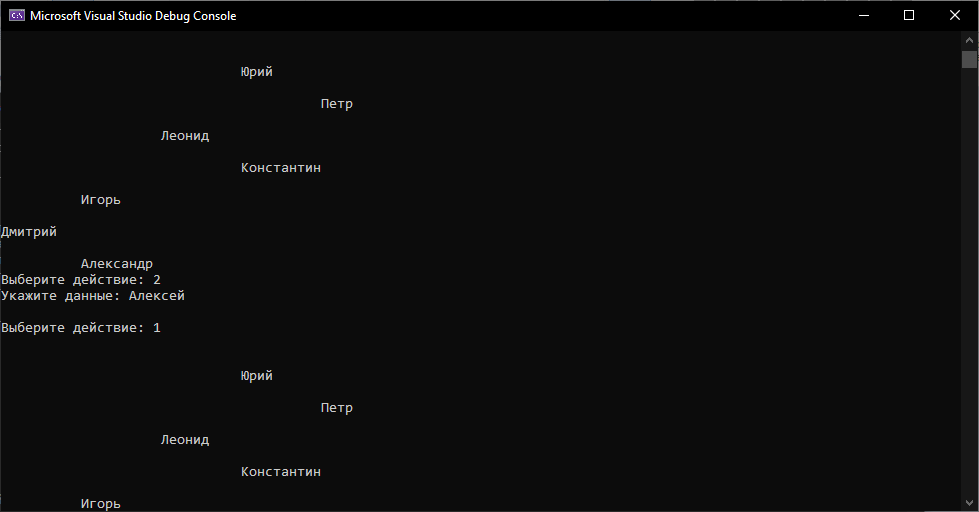 Microsoft Visual Studio Debug Console
Юрий
Петр
Леонид
Константин
Игорь
Дмитрий
Александр
Выберите действие: 2
Укажите данные: Алексей
Выберите действие: 1
Юрий
Петр
Леонид
Константин
Игорь